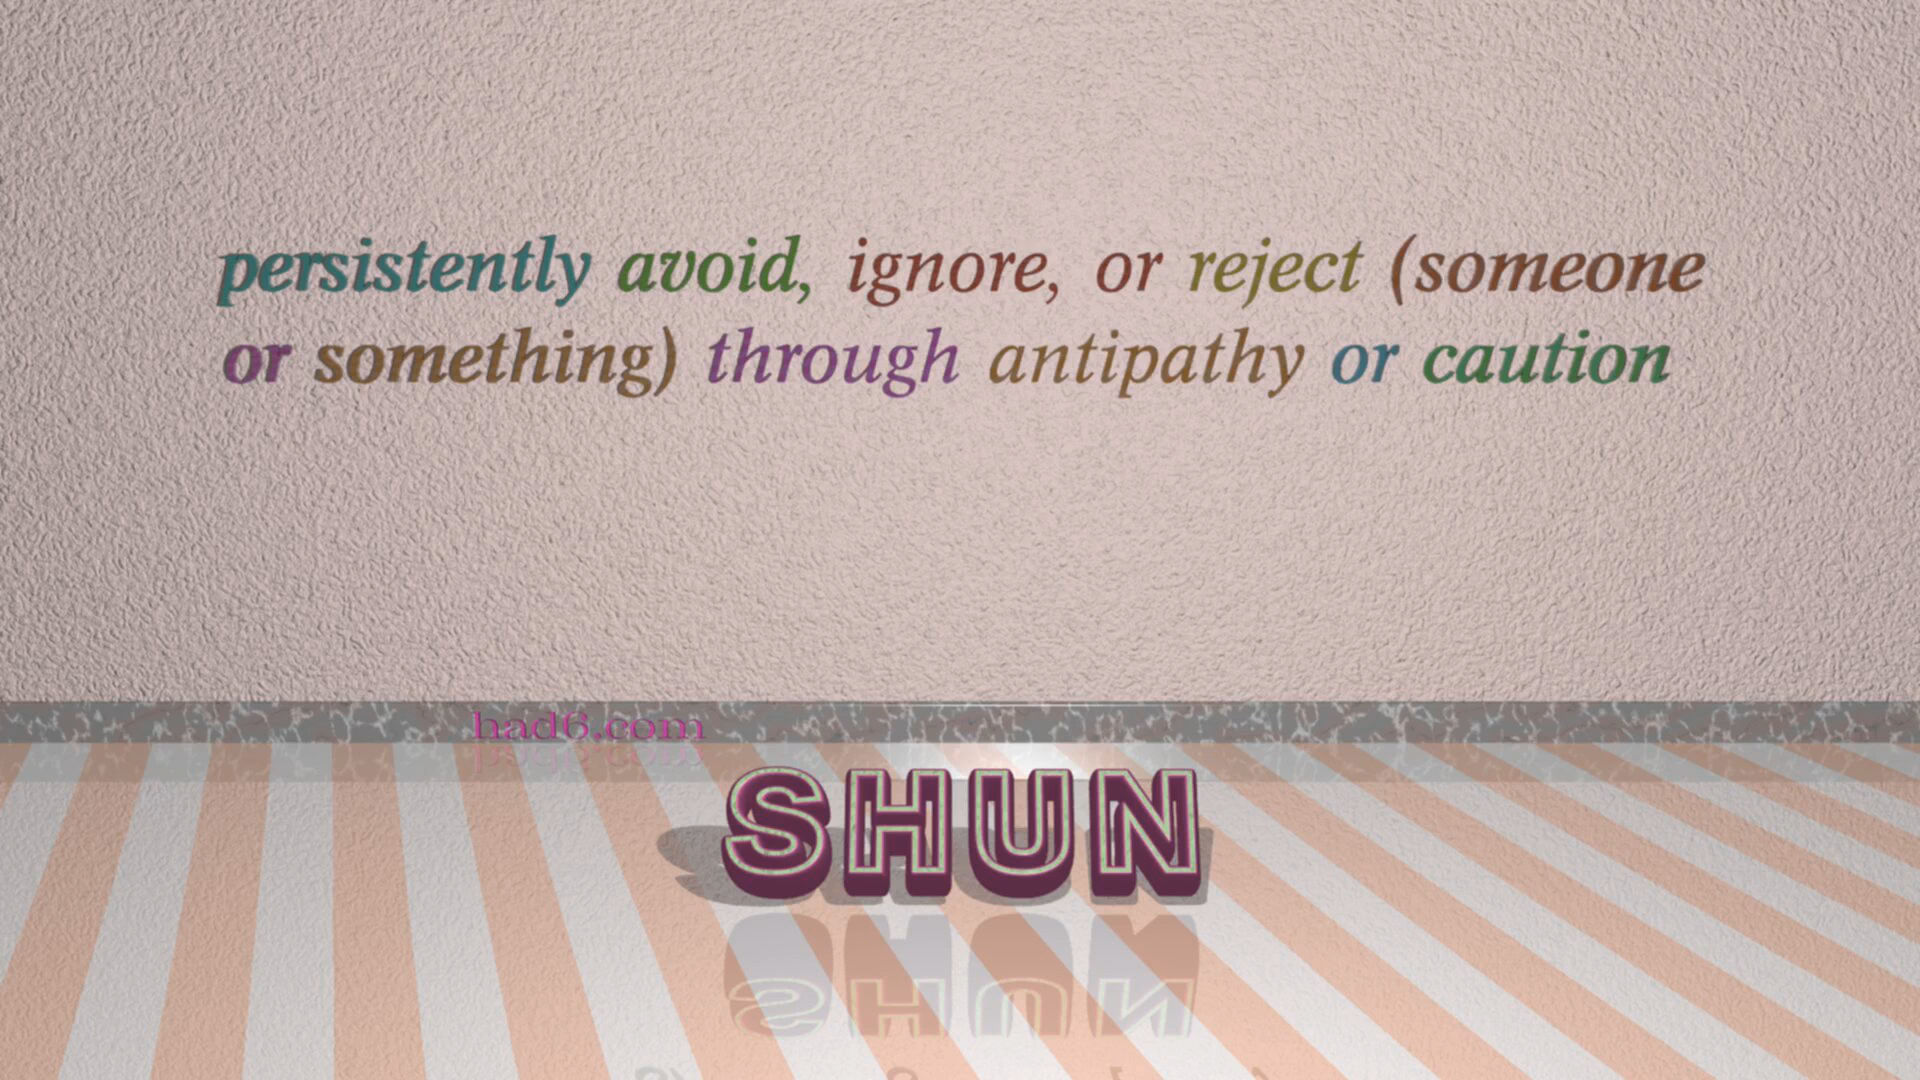 persistently avoid, ignore, or reject (someone
or something) through antipathy or caution
had6.com
SHUN